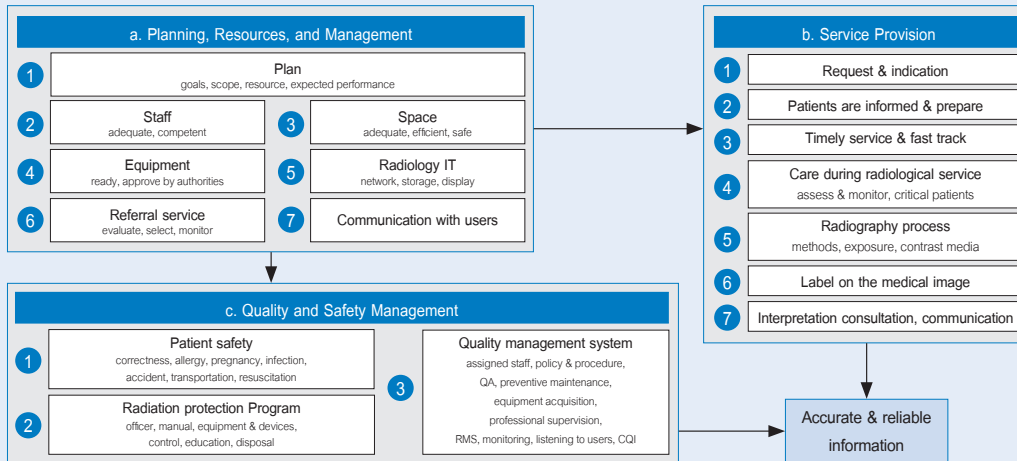 a. Planning, Resources, and Management
1
Plan
goals, scope, resource, expected performance
2
Staff
adequate, competent
3
Space
adequate, efficient, safe
4
Equipment
ready, approve by authorities
5
Radiology IT
network, storage, display
6
Referral service
evaluate, select, monitor
7
Communication with users
b. Service Provision
1
Request & indication
2
Patients are informed & prepare
3
Timely service & fast track
4
Care during radiological service
assess & monitor, critical patients
5
Radiography process
methods, exposure, contrast media
6
Label on the medical image
7
Interpretation consultation, communication
c. Quality and Safety Management
1
Patient safety
correctness, allergy, pregnancy, infection,
accident, transportation, resuscitation
2
Radiation protection Program
officer, manual, equipment & devices,
control, education, disposal
3
Quality management system
assigned staff, policy & procedure,
QA, preventive maintenance,
equipment acquisition,
professional supervision,
RMS, monitoring, listening to users, CQI
Accurate & reliable
information